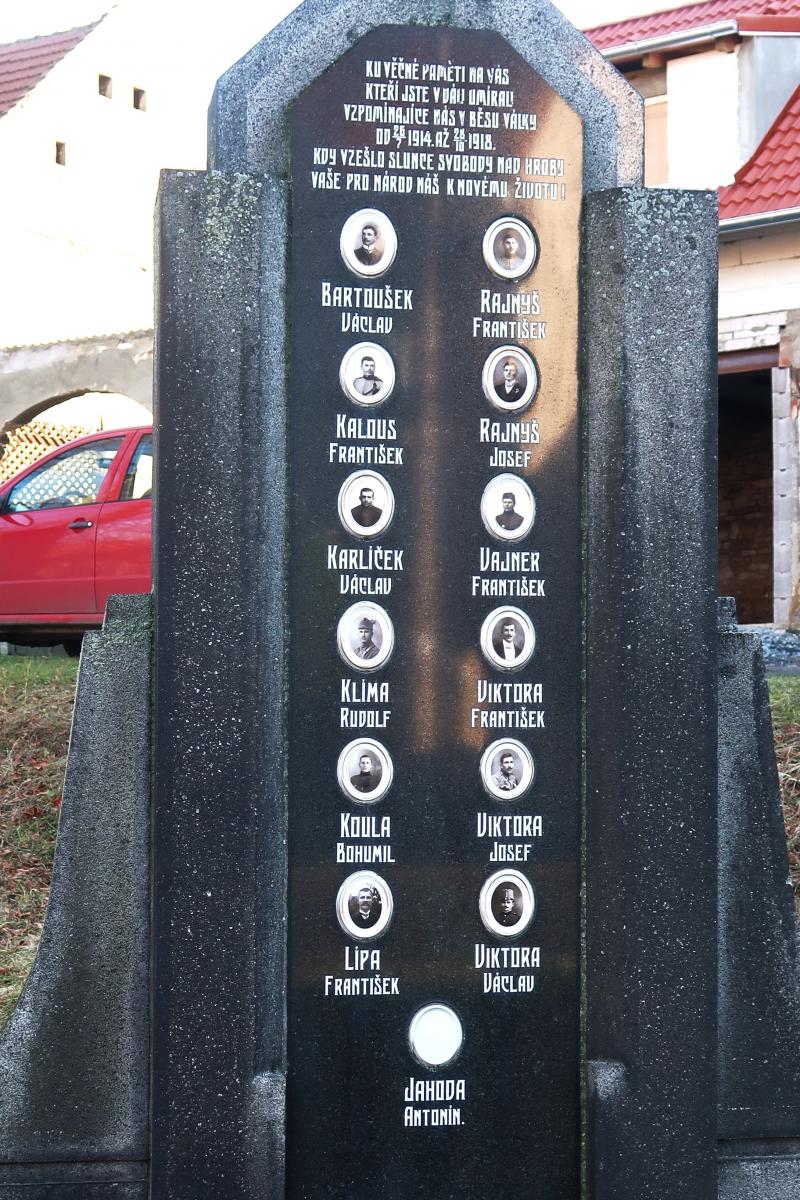 KU VĚČNÉ PAMĚTI NA VÁS
KTEŘÍ JSTE V DÁLI UMÍRALI
VZPOMÍNAJÍCE NÁS V BĚSU VÁLKY
OD 26/7 1914. AŽ 28/10 1918.
KDY VZEŠLO SLUNCE SVOBODY NAD HROBY
VAŠE PRO NÁROD NÁŠ K NOVÉMU ŽIVOTU!
BARTOUŠEK
VÁCLAV
KALOUS
FRANTIŠEK
KARLÍČEK
VÁCLAV
KLÍMA
RUDOLF
KOULA
BOHUMIL
LÍPA
FRANTIŠEK
RAJNYŠ
FRANTIŠEK
RAJNYŠ
JOSEF
VAJNER
FRANTIŠEK
VIKTORA
FRANTIŠEK
VIKTORA
JOSEF
VIKTORA
VÁCLAV
JAHODA
ANTONÍN.